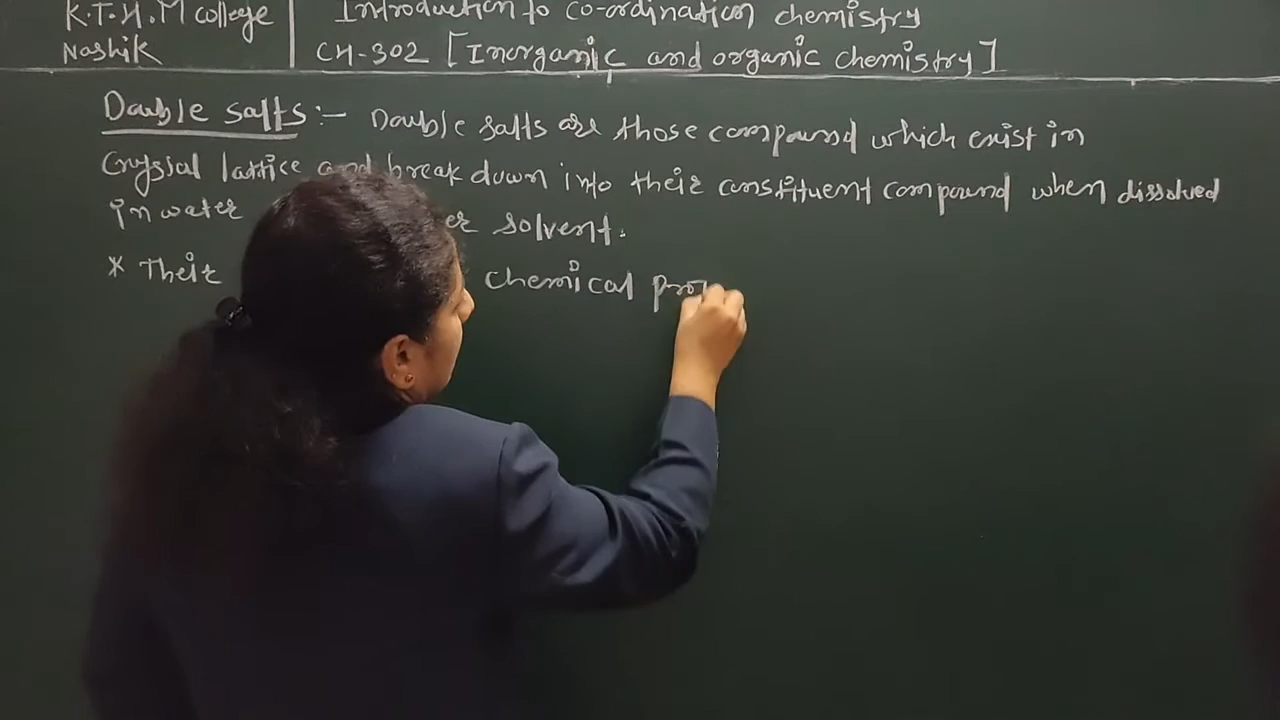 K.T.H.M college
Nashik
Introduction to co-ordination chemistry
CH-302 [Inorganic and organic chemistry]
Double salts :- Double salts are those compound which exist in
Crystal lattice and break down into their constituent compound when dissolved
in water solvent.
* Their chemical pro